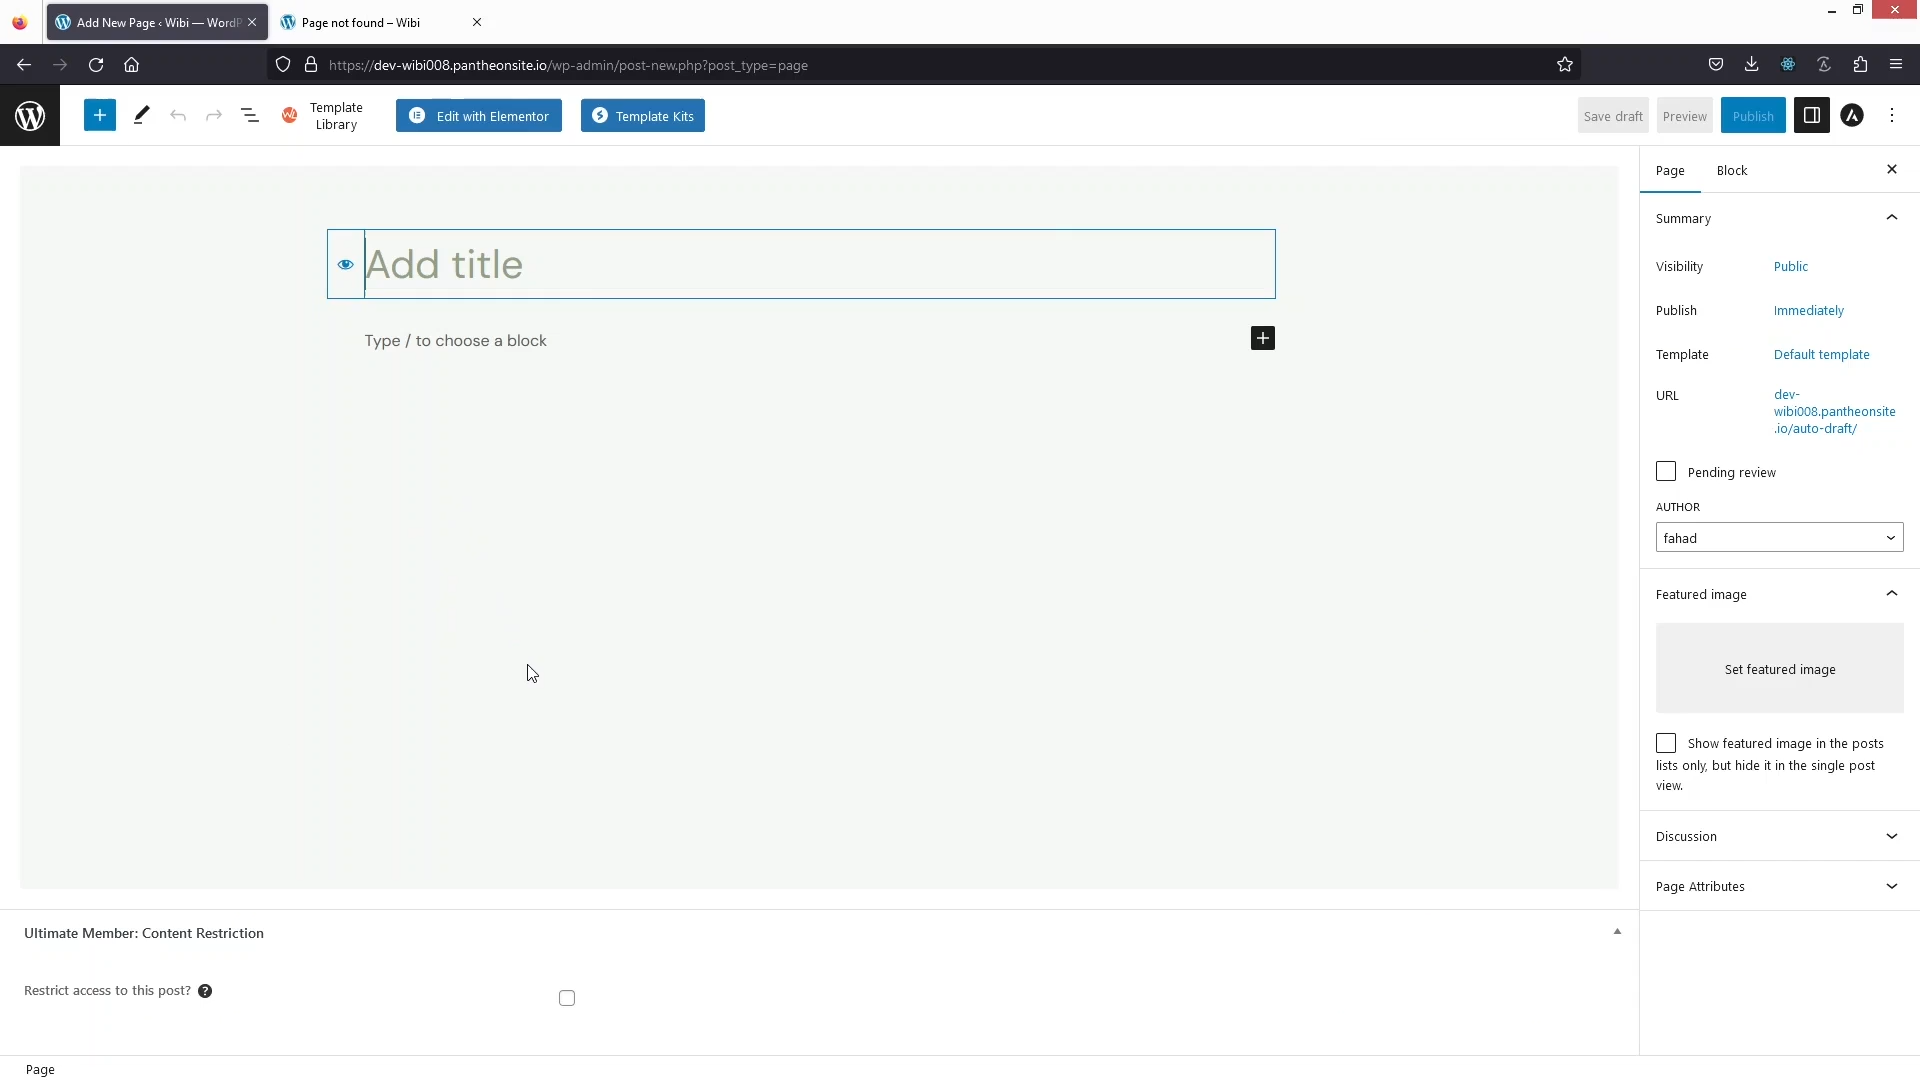 Add New Page ‹ Wibi — WordP
Page not found – Wibi
https://dev-wibi008.pantheonsite.io/wp-admin/post-new.php?post_type=page
Template
Library
Edit with Elementor
Template Kits
Save draft
Preview
Publish
Page
Block
Summary
Visibility
Public
Publish
Immediately
Template
Default template
URL
dev-
wibi008.pantheonsite
.io/auto-draft/
Pending review
AUTHOR
fahad
Featured image
Set featured image
Show featured image in the posts
lists only, but hide it in the single post
view.
Discussion
Page Attributes
Add title
Type / to choose a block
Ultimate Member: Content Restriction
Restrict access to this post? ?
Page